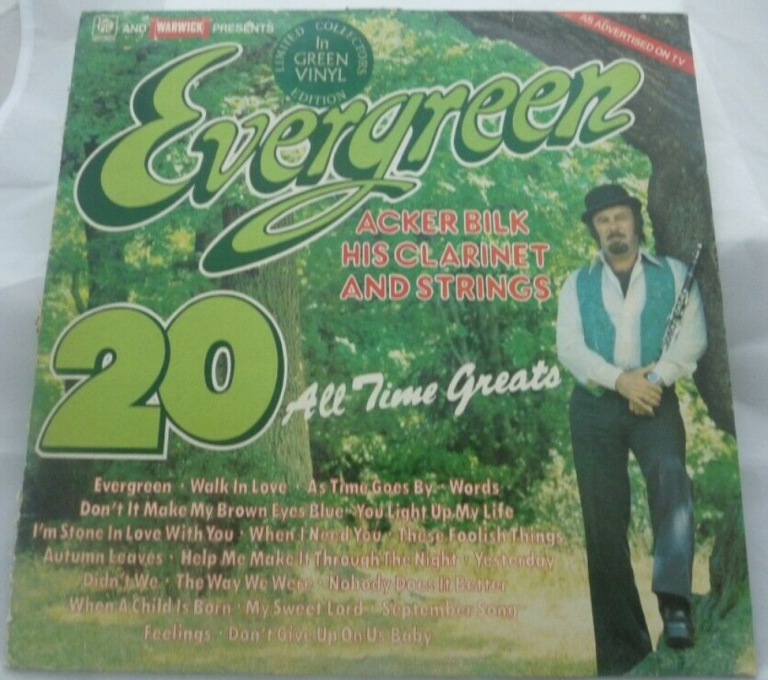 PYE RECORDS AND WARWICK PRESENTS
LIMITED COLLECTORS
In
GREEN
VINYL
EDITION
AS ADVERTISED ON TV
Evergreen
ACKER BILK
HIS CLARINET
AND STRINGS
20
All Time Greats
Evergreen · Walk In Love · As Time Goes By · Words
Don't It Make My Brown Eyes Blue · You Light Up My Life
I'm Stone In Love With You · When I Need You · These Foolish Things
Autumn Leaves · Help Me Make It Through The Night · Yesterday
Didn't We · The Way We Were · Nobody Does It Better
When A Child Is Born · My Sweet Lord · September Song
Feelings · Don't Give Up On Us Baby